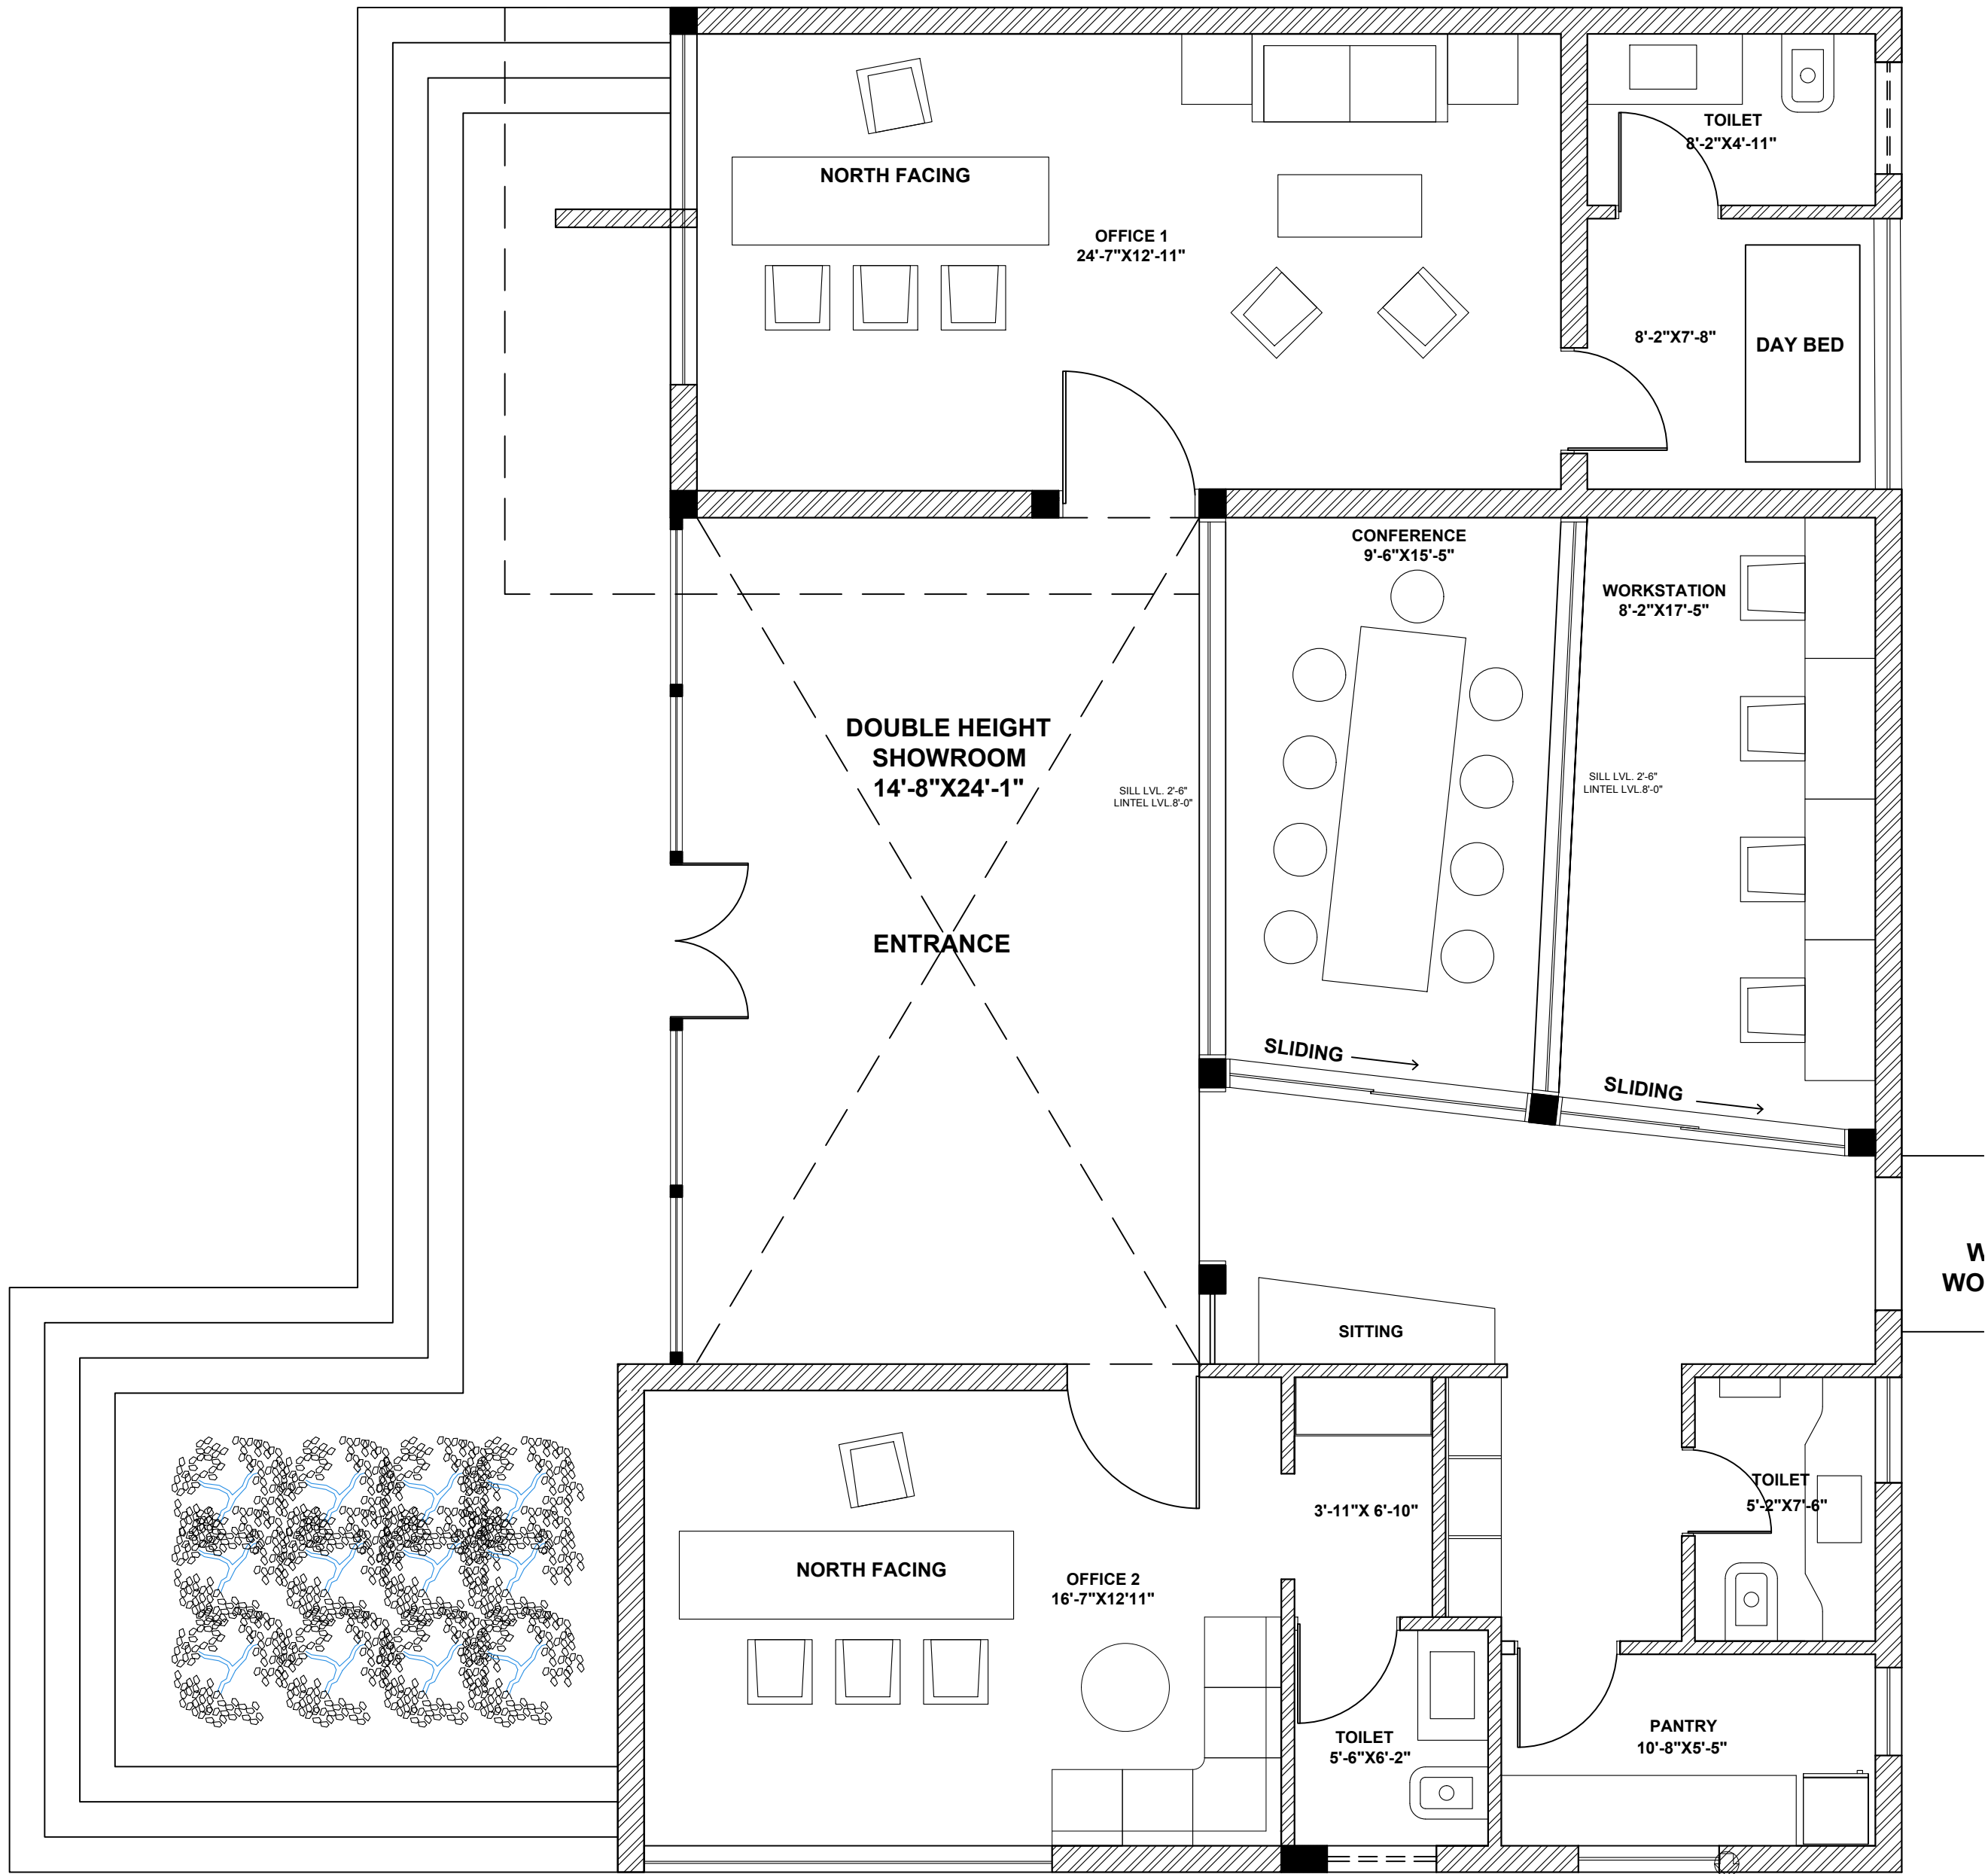 TOILET
8'-2"X4'-11"
NORTH FACING
OFFICE 1
24'-7"X12'-11"
8'-2"X7'-8"
DAY BED
CONFERENCE
9'-6"X15'-5"
WORKSTATION
8'-2"X17'-5"
DOUBLE HEIGHT
SHOWROOM
14'-8"X24'-1"
SILL LVL. 2'-6"
LINTEL LVL.8'-0"
SILL LVL. 2'-6"
LINTEL LVL.8'-0"
ENTRANCE
SLIDING
SLIDING
W
WO
SITTING
TOILET
5'-2"X7'-6"
3'-11"X 6'-10"
NORTH FACING
OFFICE 2
16'-7"X12'11"
TOILET
5'-6"X6'-2"
PANTRY
10'-8"X5'-5"